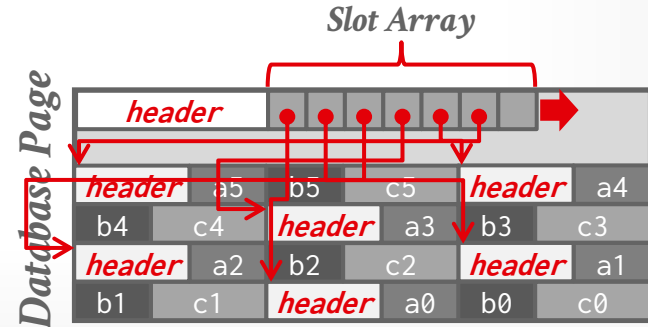 Slot Array
Database Page
header
header a5 b5 c5 header a4
b4 c4 header a3 b3 c3
header a2 b2 c2 header a1
b1 c1 header a0 b0 c0